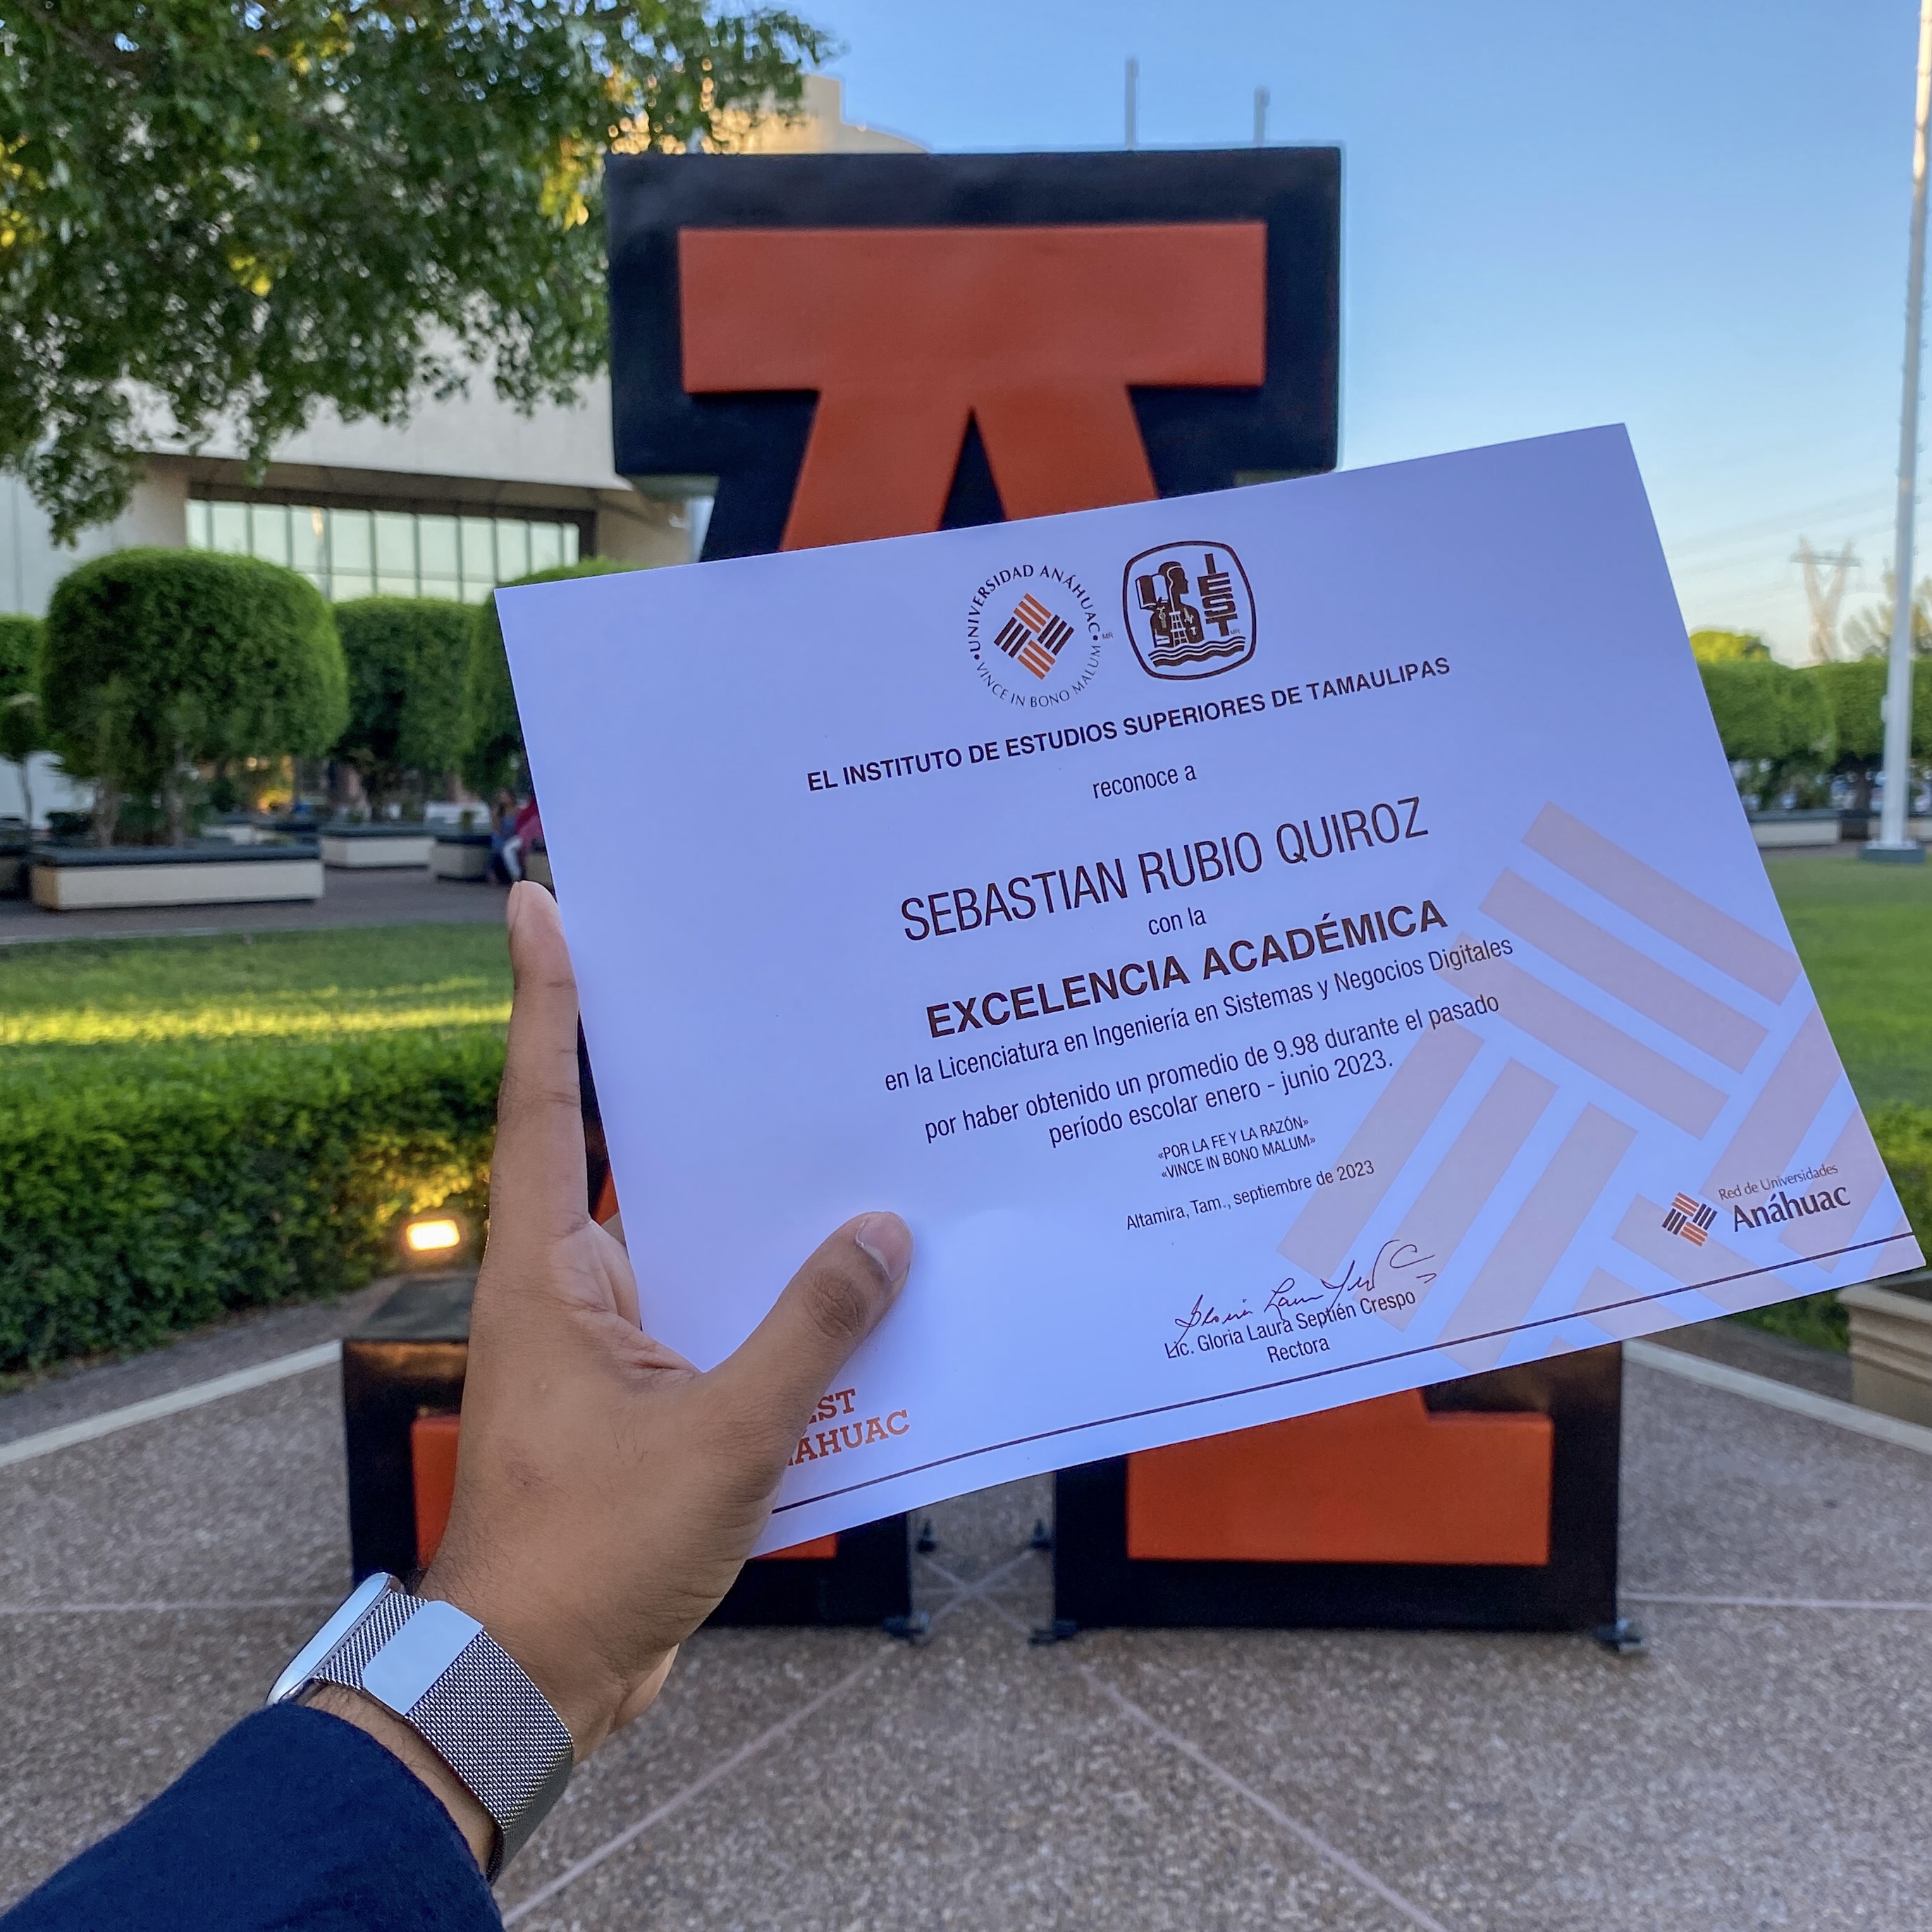 UNIVERSIDAD ANÁHUAC
VINCE IN BONO MALUM
MR
IEST
MR
EL INSTITUTO DE ESTUDIOS SUPERIORES DE TAMAULIPAS
reconoce a
SEBASTIAN RUBIO QUIROZ
con la
EXCELENCIA ACADÉMICA
en la Licenciatura en Ingeniería en Sistemas y Negocios Digitales
por haber obtenido un promedio de 9.98 durante el pasado
período escolar enero - junio 2023.
«POR LA FE Y LA RAZÓN»
«VINCE IN BONO MALUM»
Altamira, Tam., septiembre de 2023
Lic. Gloria Laura Septién Crespo
Rectora
Red de Universidades
Anáhuac